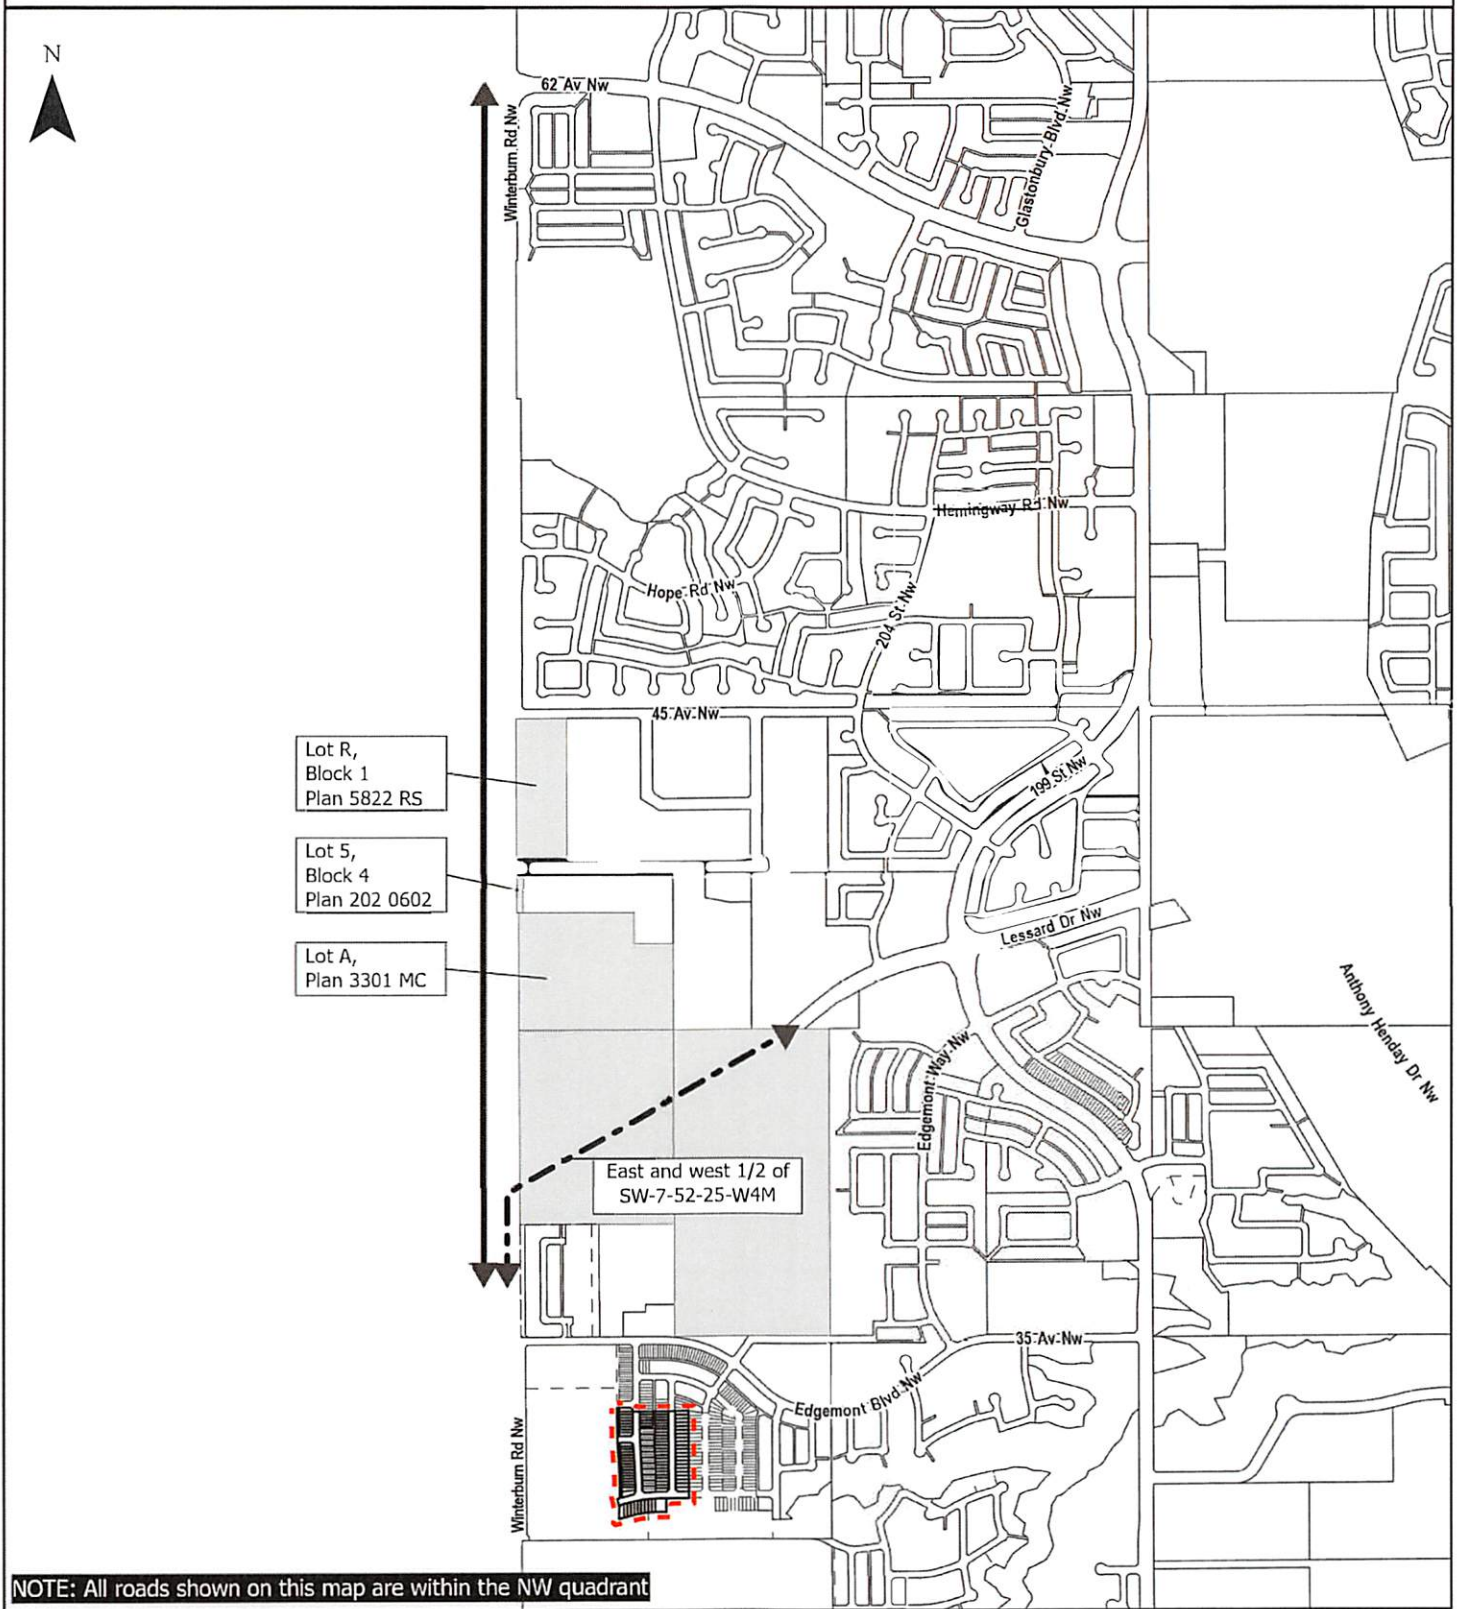 N
62 Av Nw
Winterburn Rd Nw
Glastonbury Blvd Nw
Hemingway Rd Nw
Hope Rd Nw
204 St Nw
45 Av Nw
199 St Nw
Lot R,
Block 1
Plan 5822 RS
Lot 5,
Block 4
Plan 202 0602
Lessard Dr Nw
Lot A,
Plan 3301 MC
Anthony Henday Dr Nw
Edgemont Way Nw
East and west 1/2 of
SW-7-52-25-W4M
35 Av Nw
Edgemont Blvd Nw
Winterburn Rd Nw
NOTE: All roads shown on this map are within the NW quadrant